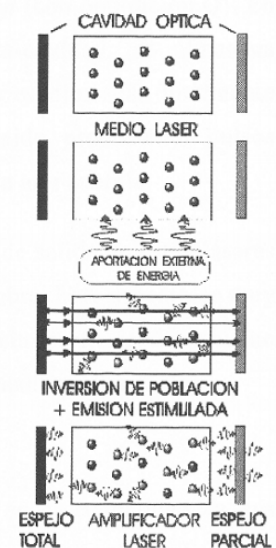 CAVIDAD OPTICA
MEDIO LASER
APORTACION EXTERNA
DE ENERGIA
INVERSION DE POBLACION
+ EMISION ESTIMULADA
ESPEJO AMPLIFICADOR ESPEJO
TOTAL LASER PARCIAL